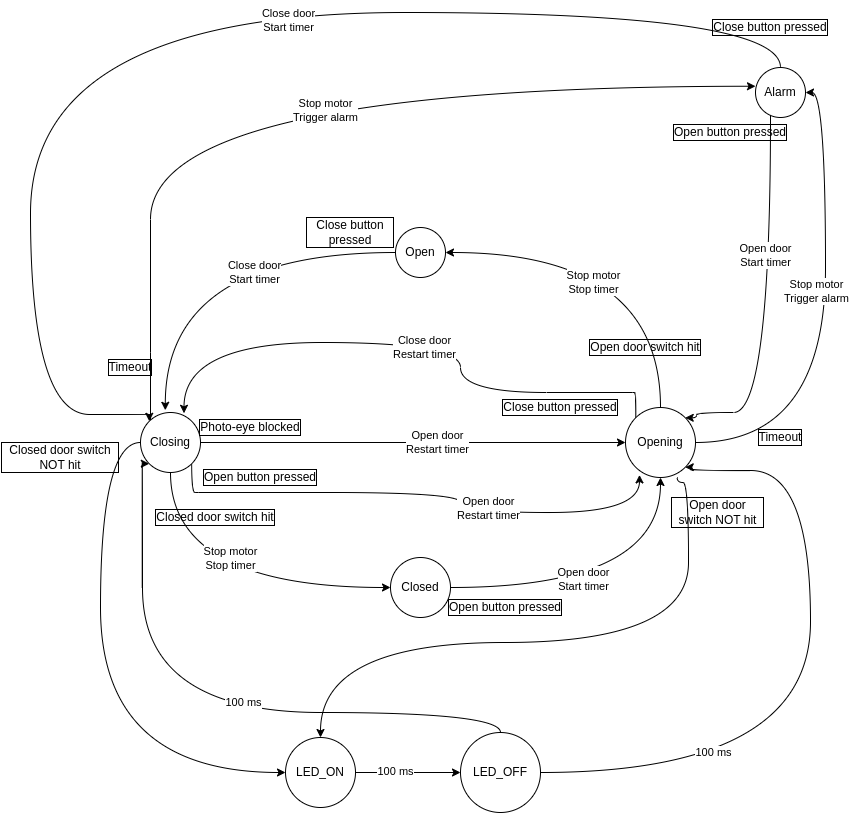 Close door
Start timer
Close button pressed
Alarm
Stop motor
Trigger alarm
Open button pressed
Close button
pressed
Open
Open door
Start timer
Close door
Start timer
Stop motor
Stop timer
Stop motor
Trigger alarm
Close door
Restart timer
Open door switch hit
Timeout
Close button pressed
Photo-eye blocked
Closing
Open door
Restart timer
Opening
Timeout
Closed door switch
NOT hit
Open button pressed
Open door
Restart timer
Open door
switch NOT hit
Closed door switch hit
Stop motor
Stop timer
Closed
Open door
Start timer
Open button pressed
100 ms
100 ms
LED_ON
100 ms
LED_OFF